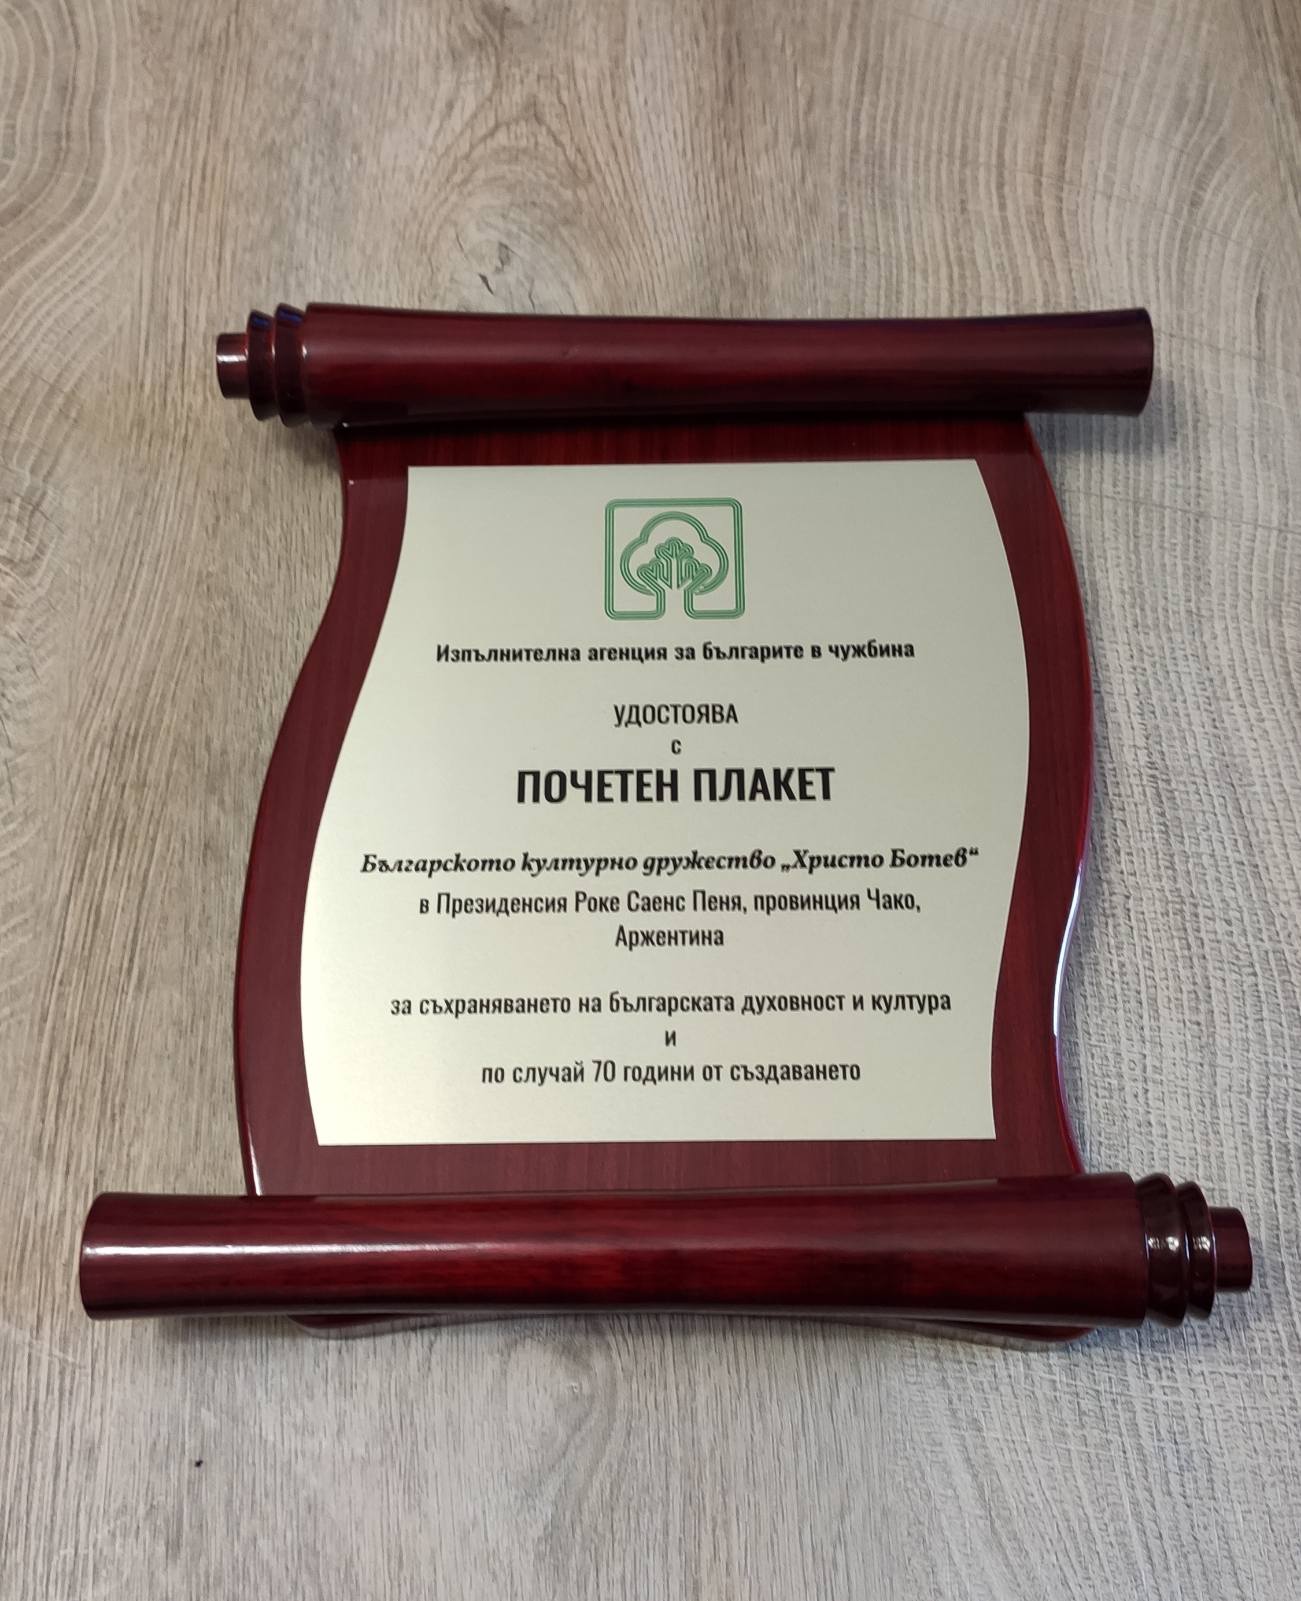 Изпълнителна агенция за българите в чужбина
УДОСТОЯВА
с
ПОЧЕТЕН ПЛАКЕТ
Българското културно дружество „Христо Ботев“
в Президенсия Роке Саенс Пеня, провинция Чако,
Аржентина
за съхраняването на българската духовност и култура
и
по случай 70 години от създаването